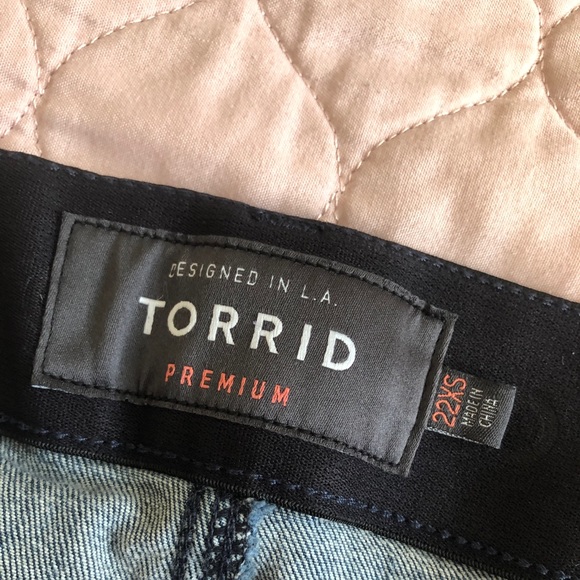 DESIGNED IN L.A.
TORRID
PREMIUM
22XS
MADE IN
CHINA